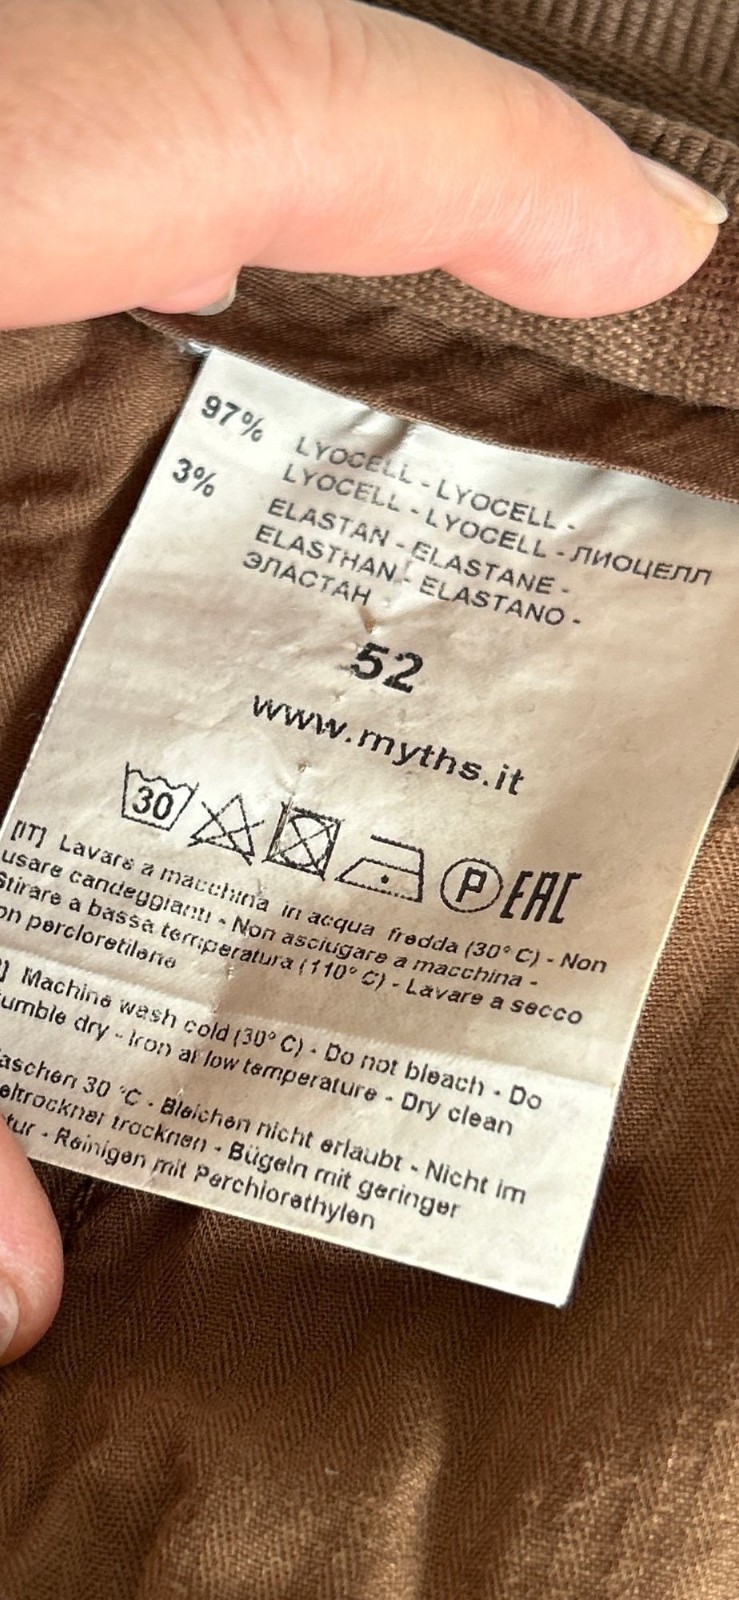 97% LYOCELL - LYOCELL -
LYOCELL - LYOCELL - ЛИОЦЕЛЛ
3% ELASTAN - ELASTANE -
ELASTHAN - ELASTANO -
ЭЛАСТАН
52
www.myths.it
30 P EAC
[IT] Lavare a macchina in acqua fredda (30° C) - Non
usare candeggianti - Non asciugare a macchina -
Stirare a bassa temperatura (110° C) - Lavare a secco
on percloretilene
] Machine wash cold (30° C) - Do not bleach - Do
umble dry - Iron at low temperature - Dry clean
aschen 30 °C - Bleichen nicht erlaubt - Nicht im
eltrockner trocknen - Bügeln mit geringer
tur - Reinigen mit Perchlorethylen